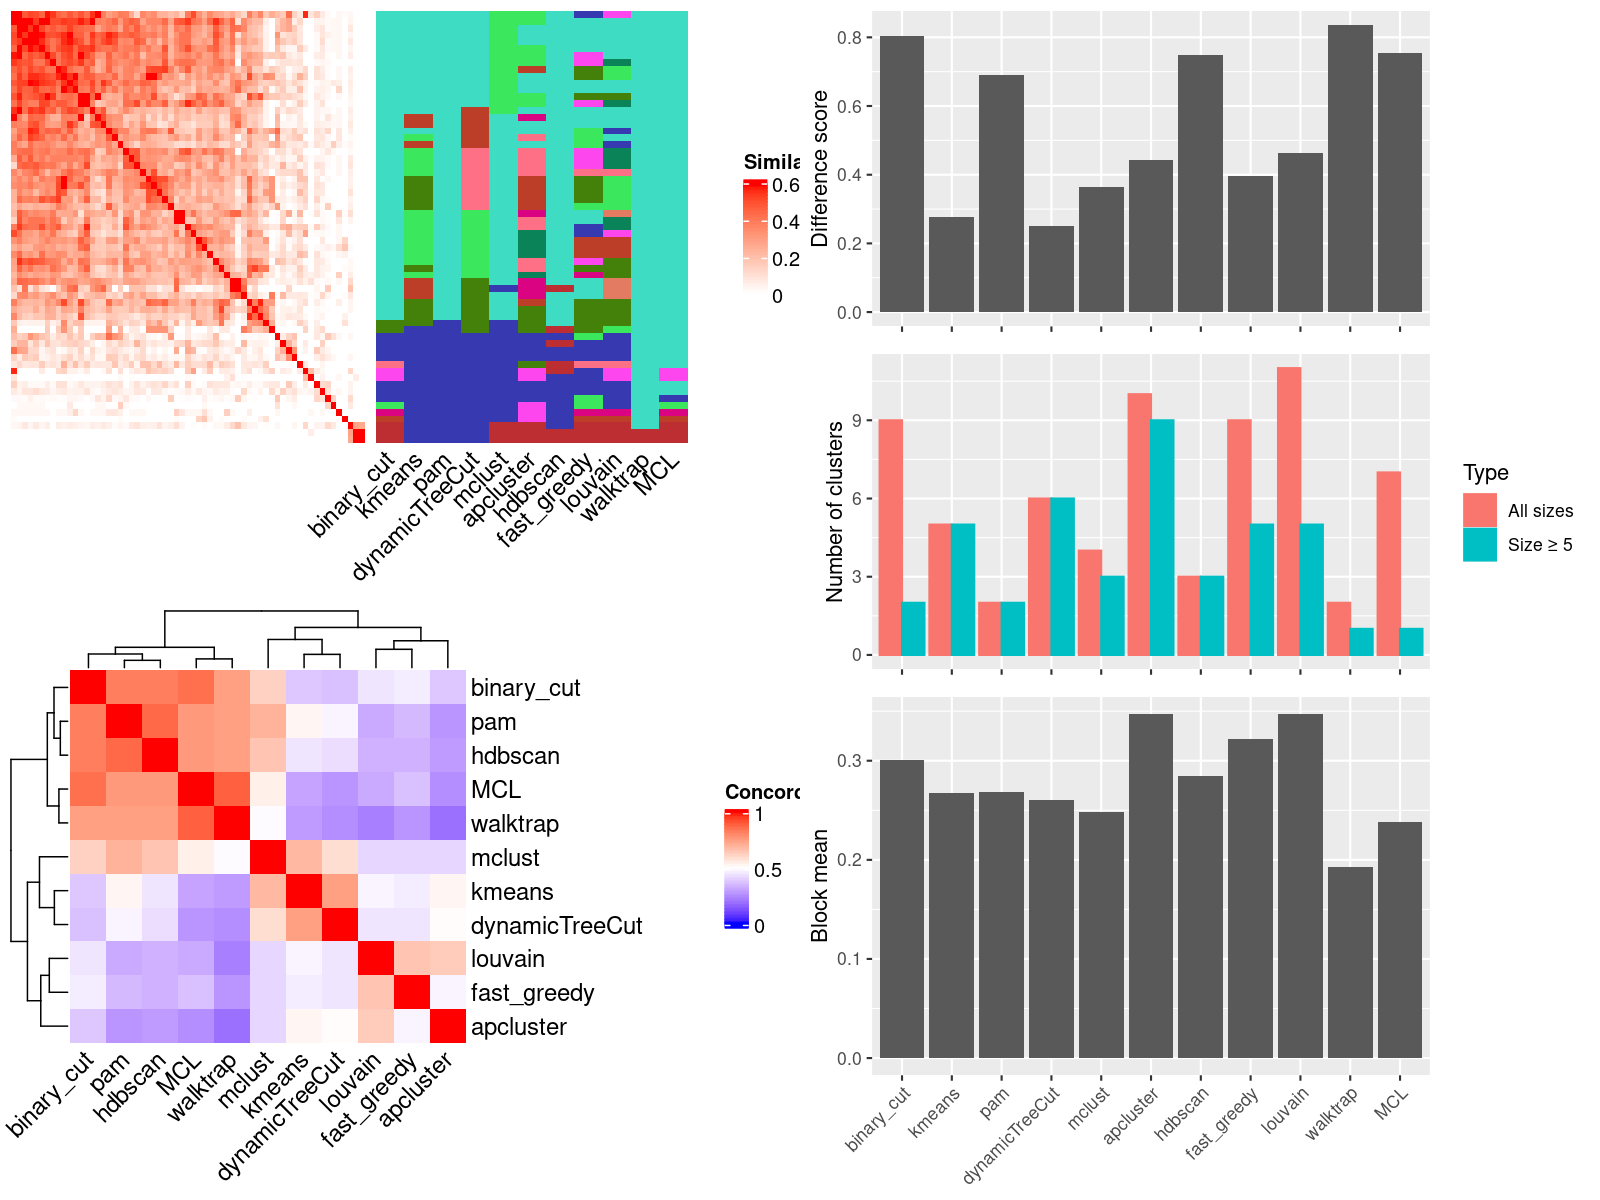 Simila
0.6
0.4
0.2
0
binary_cut
kmeans
pam
dynamicTreeCut
mclust
apcluster
hdbscan
fast_greedy
louvain
walktrap
MCL
binary_cut
pam
hdbscan
MCL
walktrap
mclust
kmeans
dynamicTreeCut
louvain
fast_greedy
apcluster
binary_cut
pam
hdbscan
MCL
walktrap
mclust
kmeans
dynamicTreeCut
louvain
fast_greedy
apcluster
Concord
1
0.5
0
Difference score
0.8
0.6
0.4
0.2
0.0
Number of clusters
9
6
3
0
Type
All sizes
Size ≥ 5
Block mean
0.3
0.2
0.1
0.0
binary_cut
kmeans
pam
dynamicTreeCut
mclust
apcluster
hdbscan
fast_greedy
louvain
walktrap
MCL